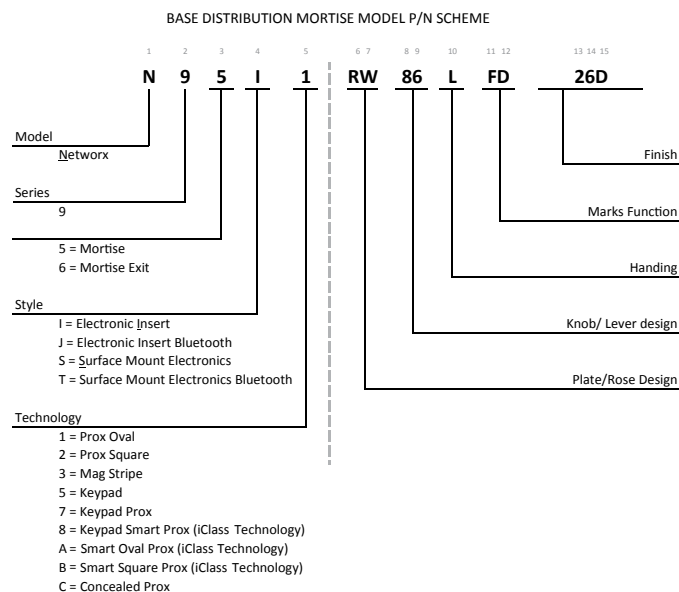 BASE DISTRIBUTION MORTISE MODEL P/N SCHEME
1 2 3 4 5 6 7 8 9 10 11 12 13 14 15
N 9 5 I 1 RW 86 L FD 26D
Model
Networx
Series
9
5 = Mortise
6 = Mortise Exit
Style
I = Electronic Insert
J = Electronic Insert Bluetooth
S = Surface Mount Electronics
T = Surface Mount Electronics Bluetooth
Technology
1 = Prox Oval
2 = Prox Square
3 = Mag Stripe
5 = Keypad
7 = Keypad Prox
8 = Keypad Smart Prox (iClass Technology)
A = Smart Oval Prox (iClass Technology)
B = Smart Square Prox (iClass Technology)
C = Concealed Prox
Finish
Marks Function
Handing
Knob/ Lever design
Plate/Rose Design